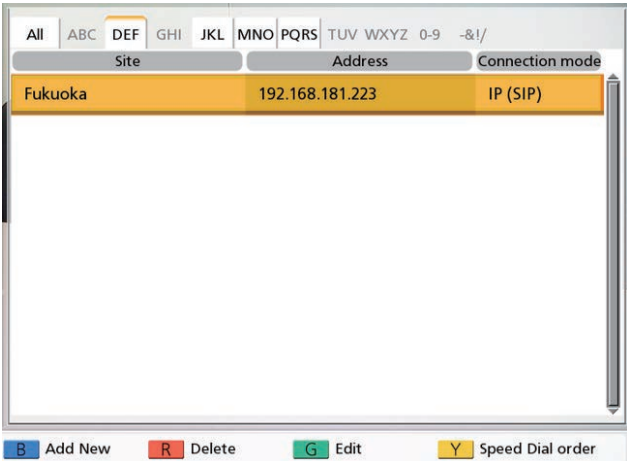 All ABC DEF GHI JKL MNO PQRS TUV WXYZ 0-9 -&!/
Site Address Connection mode
Fukuoka 192.168.181.223 IP (SIP)
B Add New R Delete G Edit Y Speed Dial order